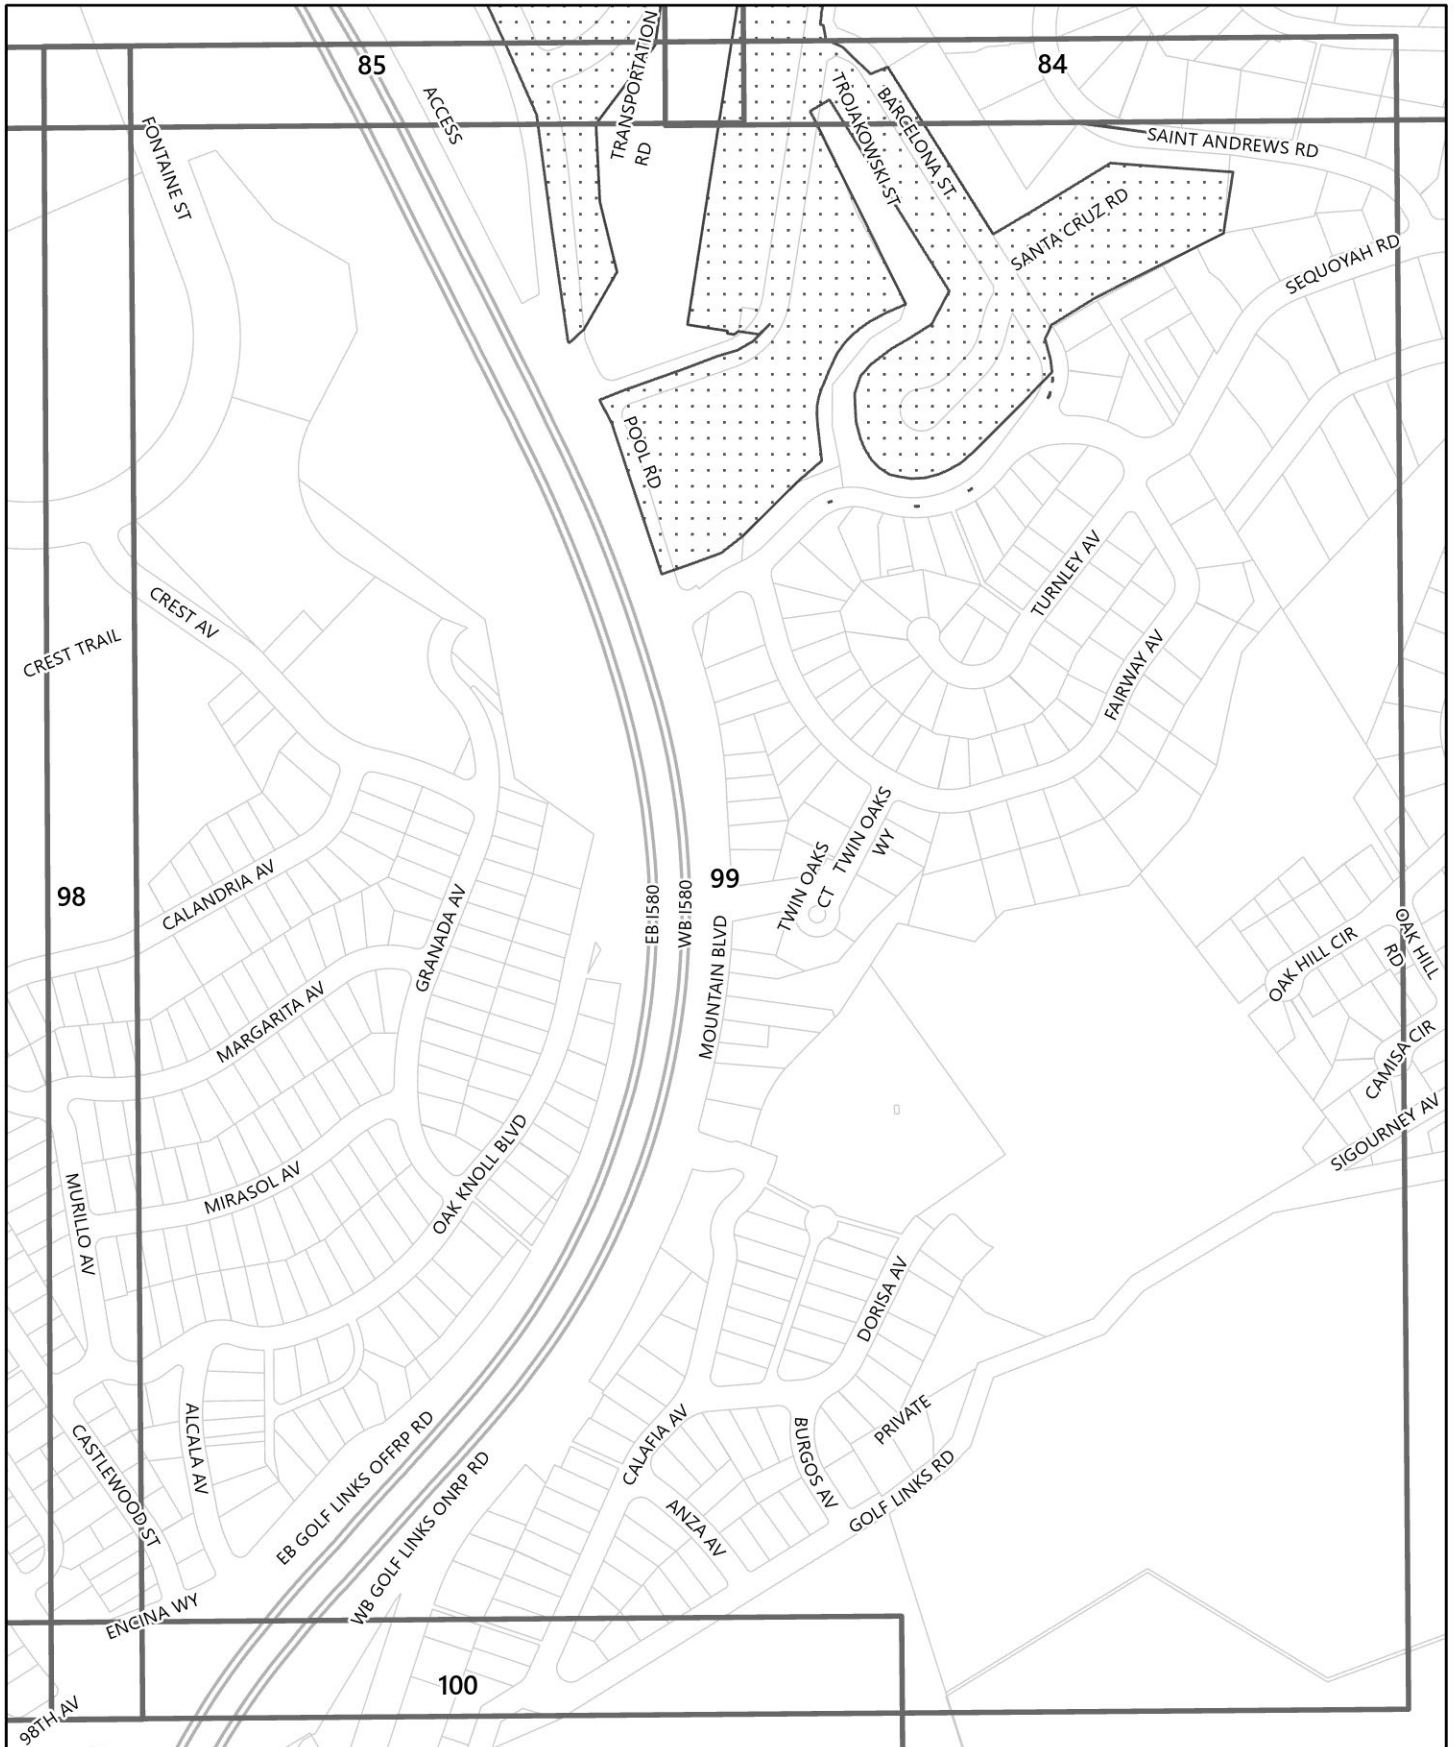 85
84
TRANSPORTATION
RD
ACCESS
FONTAINE ST
TROJAKOWSKI ST
BARCELONA ST
SAINT ANDREWS RD
SANTA CRUZ RD
SEQUOYAH RD
POOL RD
TURNLEY AV
CREST AV
CREST TRAIL
FAIRWAY AV
TWIN OAKS
WY
TWIN OAKS
CT
98
99
CALANDRIA AV
GRANADA AV
EB I580
WB I580
MOUNTAIN BLVD
OAK HILL CIR
OAK HILL
RD
MARGARITA AV
CAMISA CIR
SIGOURNEY AV
MURILLO AV
MIRASOL AV
OAK KNOLL BLVD
DORISA AV
ALCALA AV
CASTLEWOOD ST
EB GOLF LINKS OFFRP RD
WB GOLF LINKS ONRP RD
CALAFIA AV
BURGOS AV
PRIVATE
GOLF LINKS RD
ANZA AV
ENCINA WY
100
98TH AV